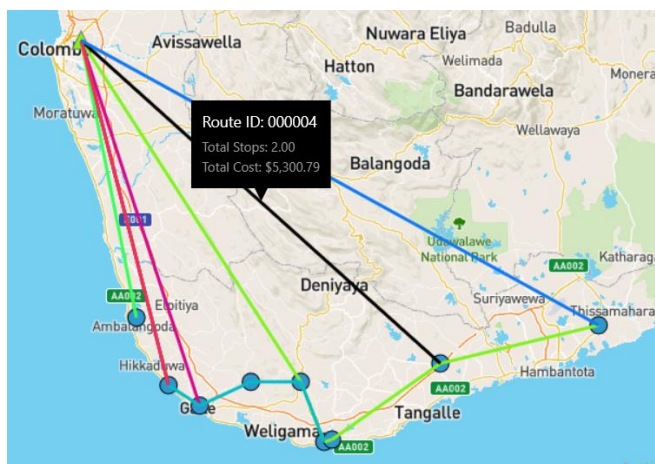 Colomb
Avissawella
Nuwara Eliya
Badulla
Hatton
Welimada
Monera
Bandarawela
Moratuwa
Route ID: 000004
Total Stops: 2.00
Total Cost: $5,300.79
Wellawaya
Balangoda
E001
Udawalawe
National Park
AA002
Katharaga
Deniyaya
AA002
Elpitiya
Suriyawewa
Thissamahara
Ambalangoda
Hikkaduwa
Hambantota
AA002
Galle
Tangalle
Weligama
AA002